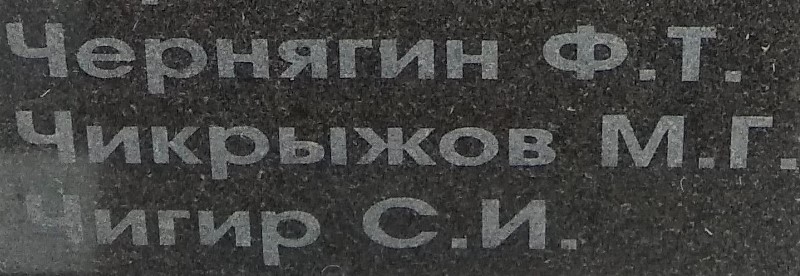 Чернягин Ф.Т.
Чикрыжов М.Г.
Чигир С.И.